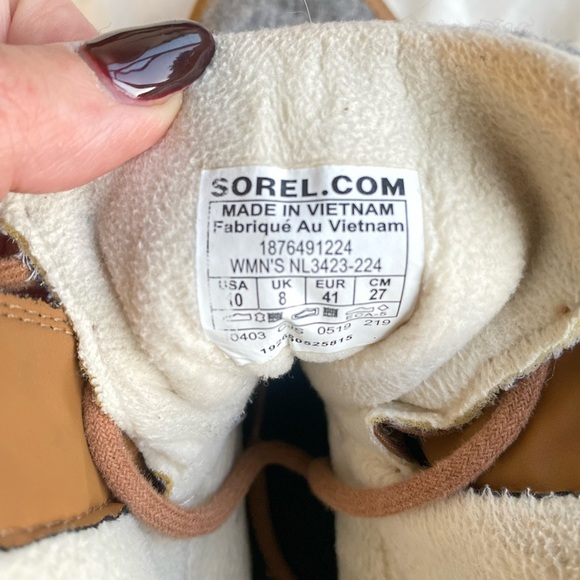 SOREL.COM
MADE IN VIETNAM
Fabriqué Au Vietnam
1876491224
WMN'S NL3423-224
USA UK EUR CM
10 8 41 27
0403 0519 219